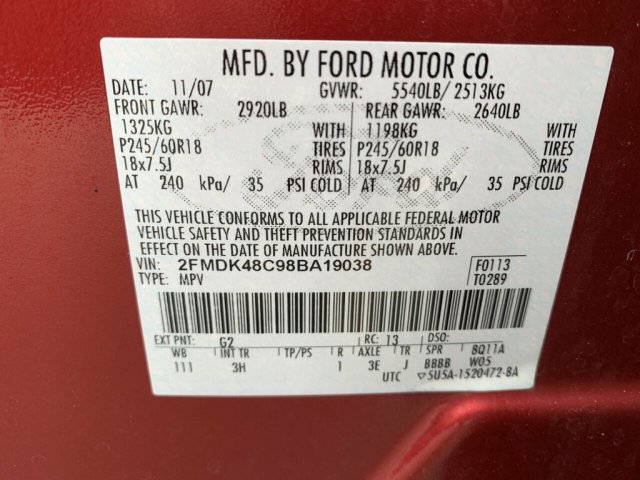 MFD. BY FORD MOTOR CO.
DATE: 11/07 GVWR: 5540LB/ 2513KG
FRONT GAWR: 2920LB REAR GAWR: 2640LB
1325KG WITH 1198KG WITH
P245/60R18 TIRES P245/60R18 TIRES
18x7.5J RIMS 18x7.5J RIMS
AT 240 kPa/ 35 PSI COLD AT 240 kPa/ 35 PSI COLD
THIS VEHICLE CONFORMS TO ALL APPLICABLE FEDERAL MOTOR
VEHICLE SAFETY AND THEFT PREVENTION STANDARDS IN
EFFECT ON THE DATE OF MANUFACTURE SHOWN ABOVE.
VIN: 2FMDK48C98BA19038 F0113
TYPE: MPV T0289
EXT PNT: G2 RC: 13 DSO:
WB INT TR TP/PS R AXLE TR SPR 8Q11A
111 3H 1 3E J BBBB W05
UTC ▽5U5A-1520472-BA
Ford